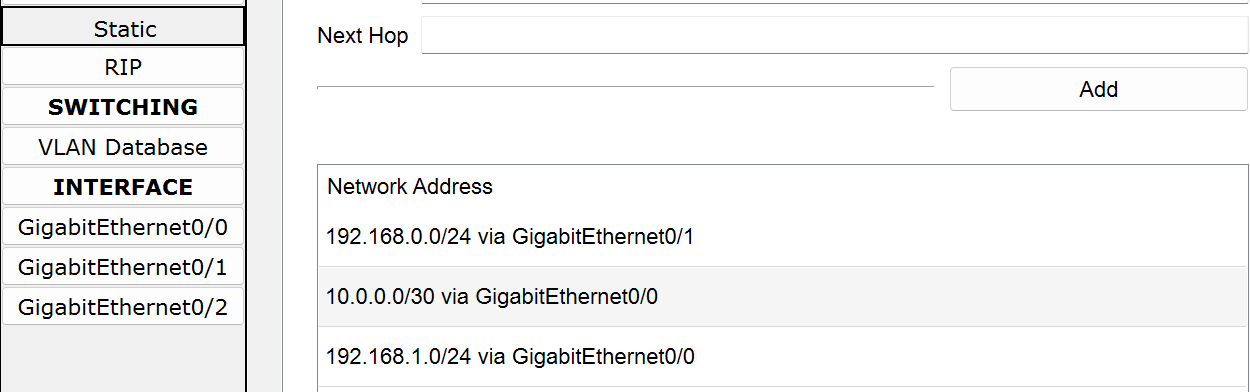 Static
RIP
SWITCHING
VLAN Database
INTERFACE
GigabitEthernet0/0
GigabitEthernet0/1
GigabitEthernet0/2
Next Hop
Add
Network Address
192.168.0.0/24 via GigabitEthernet0/1
10.0.0.0/30 via GigabitEthernet0/0
192.168.1.0/24 via GigabitEthernet0/0